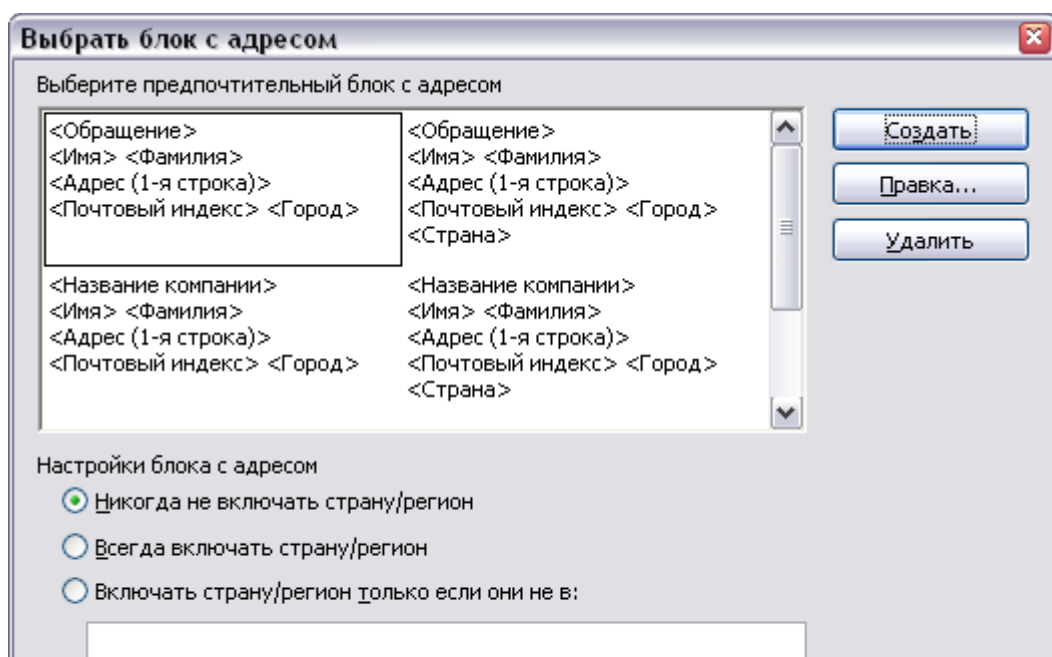 Выбрать блок с адресом
Выберите предпочтительный блок с адресом
<Обращение>
<Имя> <Фамилия>
<Адрес (1-я строка)>
<Почтовый индекс> <Город>
<Обращение>
<Имя> <Фамилия>
<Адрес (1-я строка)>
<Почтовый индекс> <Город>
<Страна>
<Название компании>
<Имя> <Фамилия>
<Адрес (1-я строка)>
<Почтовый индекс> <Город>
<Название компании>
<Имя> <Фамилия>
<Адрес (1-я строка)>
<Почтовый индекс> <Город>
<Страна>
Создать
Правка...
Удалить
Настройки блока с адресом
Никогда не включать страну/регион
Всегда включать страну/регион
Включать страну/регион только если они не в: